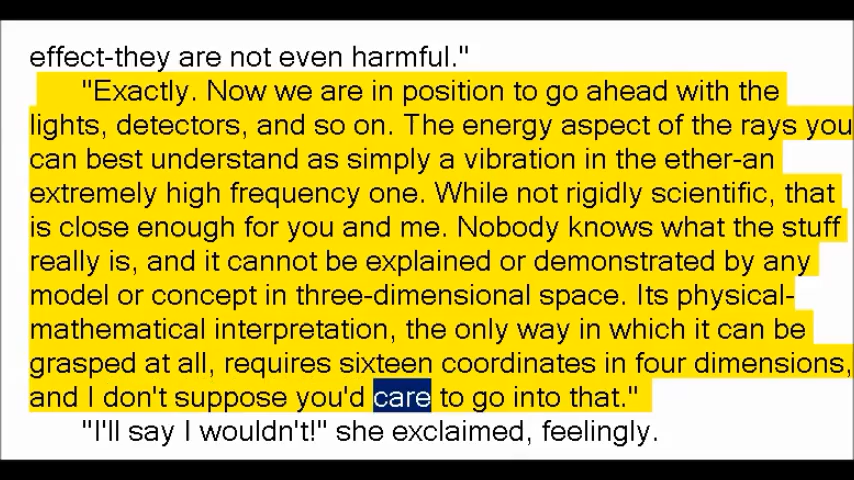 effect-they are not even harmful."
"Exactly. Now we are in position to go ahead with the
lights, detectors, and so on. The energy aspect of the rays you
can best understand as simply a vibration in the ether-an
extremely high frequency one. While not rigidly scientific, that
is close enough for you and me. Nobody knows what the stuff
really is, and it cannot be explained or demonstrated by any
model or concept in three-dimensional space. Its physical-
mathematical interpretation, the only way in which it can be
grasped at all, requires sixteen coordinates in four dimensions,
and I don't suppose you'd care to go into that."
"I'll say I wouldn't!" she exclaimed, feelingly.